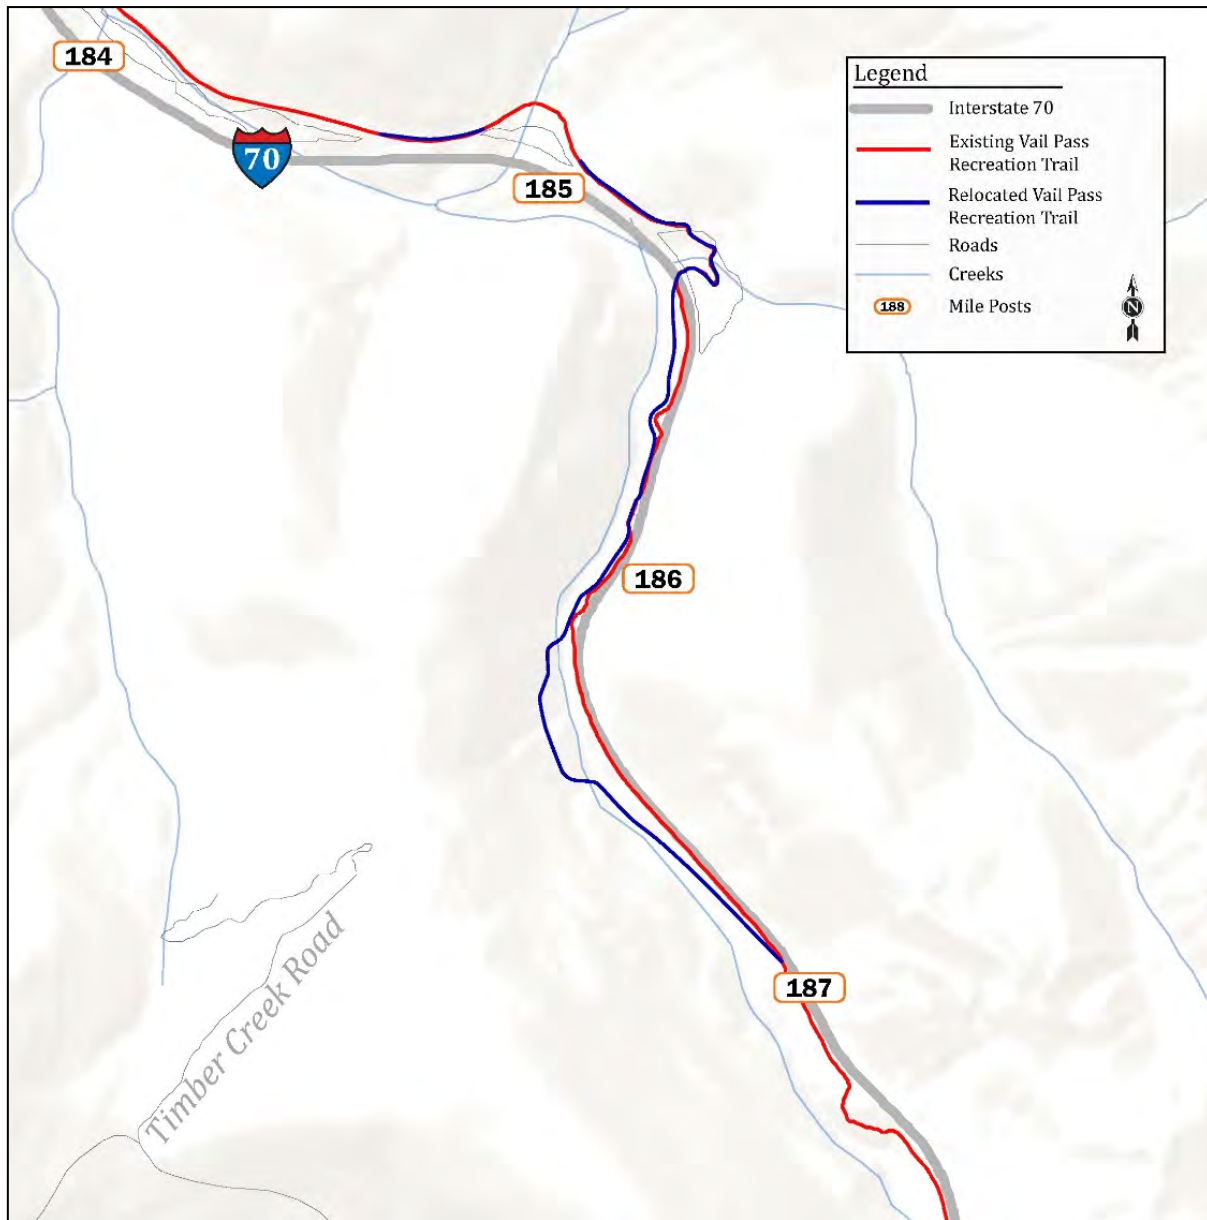 184
70
185
186
187
Timber Creek Road
Legend
Interstate 70
Existing Vail Pass
Recreation Trail
Relocated Vail Pass
Recreation Trail
Roads
Creeks
188
Mile Posts
N